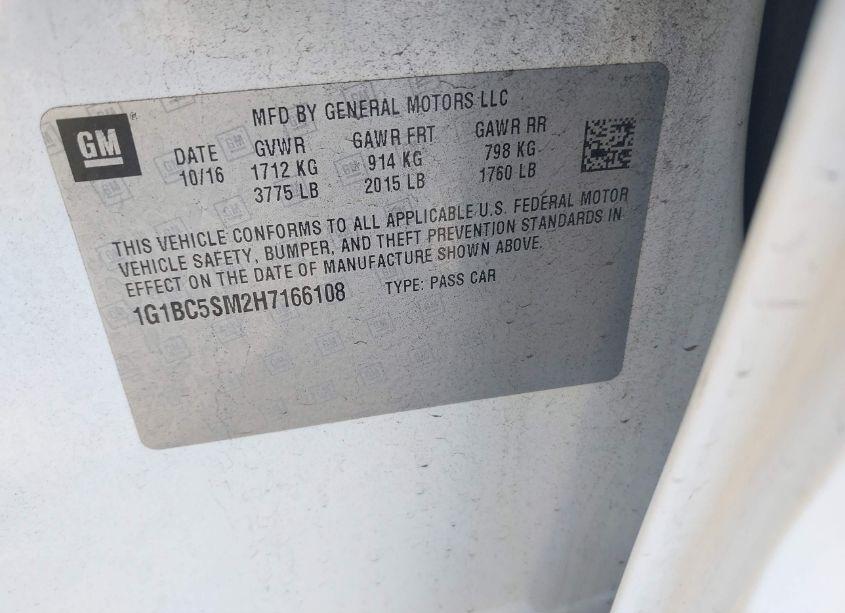 MFD BY GENERAL MOTORS LLC
GM
DATE GVWR GAWR FRT GAWR RR
10/16 1712 KG 914 KG 798 KG
3775 LB 2015 LB 1760 LB
THIS VEHICLE CONFORMS TO ALL APPLICABLE U.S. FEDERAL MOTOR
VEHICLE SAFETY, BUMPER, AND THEFT PREVENTION STANDARDS IN
EFFECT ON THE DATE OF MANUFACTURE SHOWN ABOVE.
1G1BC5SM2H7166108 TYPE: PASS CAR